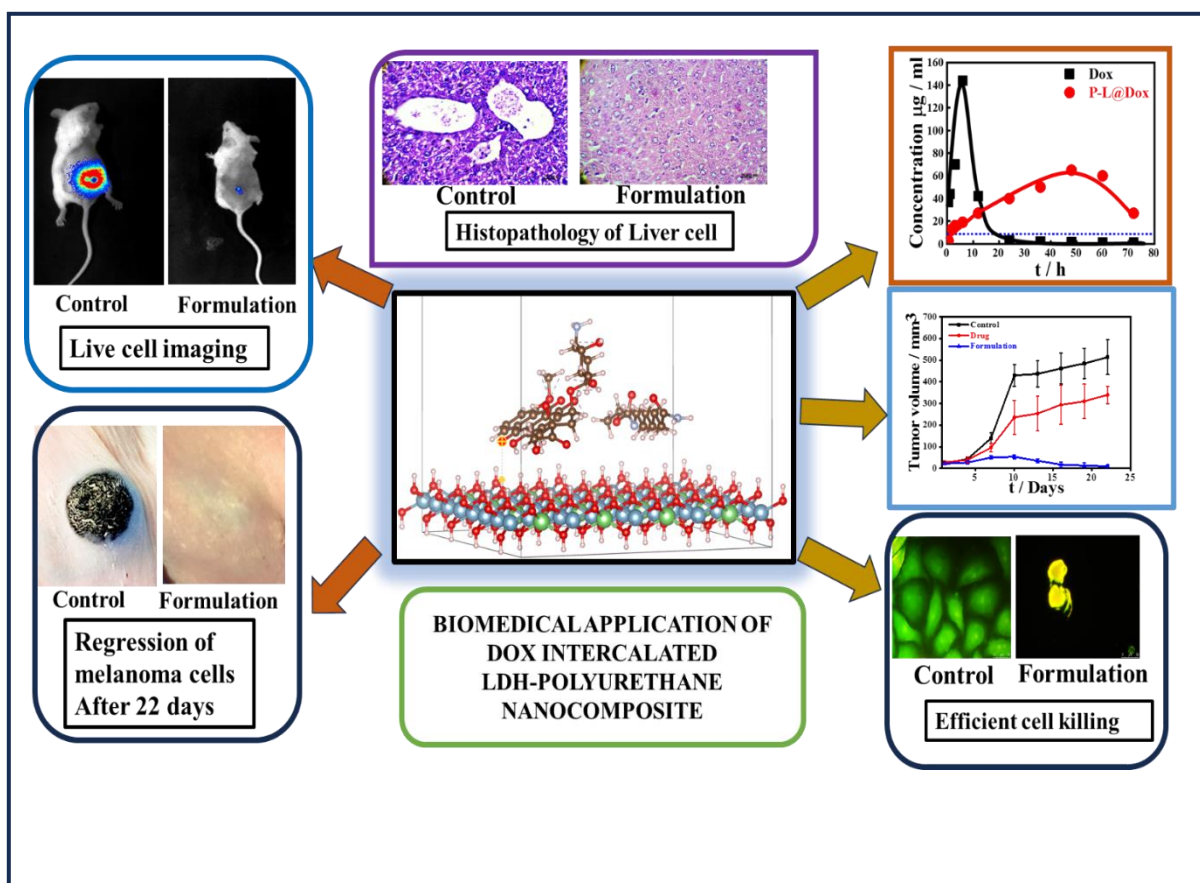 Control
Formulation
Live cell imaging
Control
Formulation
Histopathology of Liver cell
160
140
120
100
80
60
40
20
0
Concentration µg / ml
Dox
P-L@Dox
0 10 20 30 40 50 60 70 80
t / h
700
600
500
400
300
200
100
0
Tumor volume / mm3
Control
Drug
Formulation
5 10 15 20 25
t / Days
Control
Formulation
Regression of
melanoma cells
After 22 days
BIOMEDICAL APPLICATION OF
DOX INTERCALATED
LDH-POLYURETHANE
NANOCOMPOSITE
Control
Formulation
Efficient cell killing